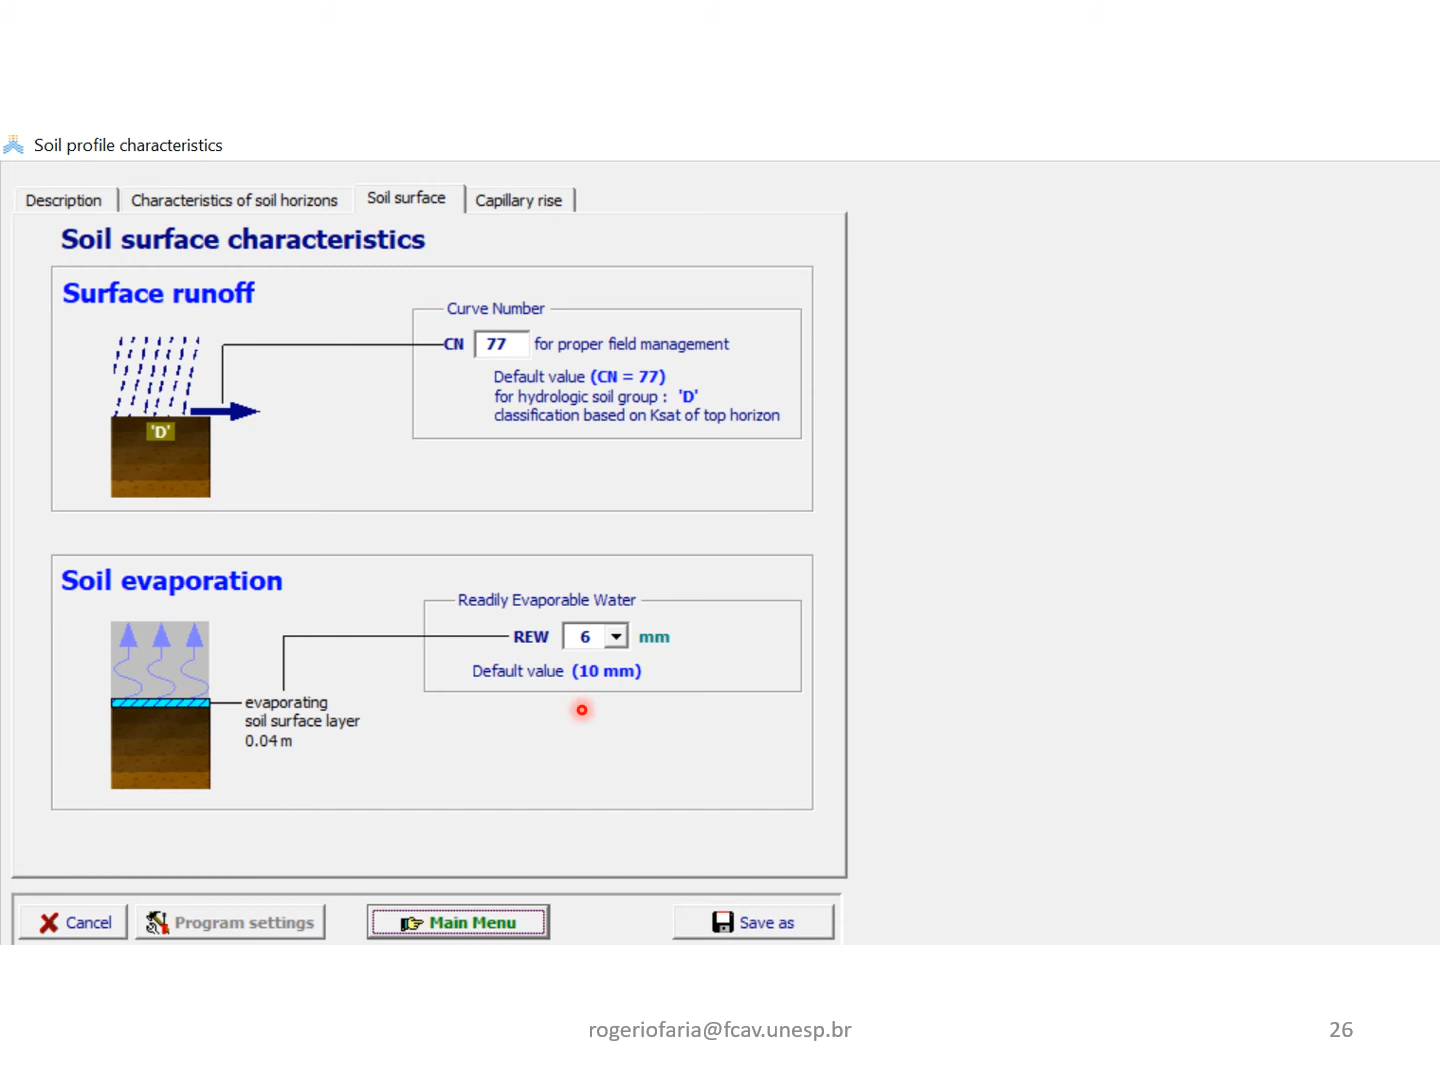 Soil profile characteristics
Description Characteristics of soil horizons Soil surface Capillary rise
Soil surface characteristics
Surface runoff
Curve Number
CN 77 for proper field management
Default value (CN = 77)
for hydrologic soil group : 'D'
classification based on Ksat of top horizon
'D'
Soil evaporation
Readily Evaporable Water
REW 6 mm
Default value (10 mm)
evaporating
soil surface layer
0.04 m
Cancel Program settings Main Menu Save as
rogeriofaria@fcav.unesp.br 26